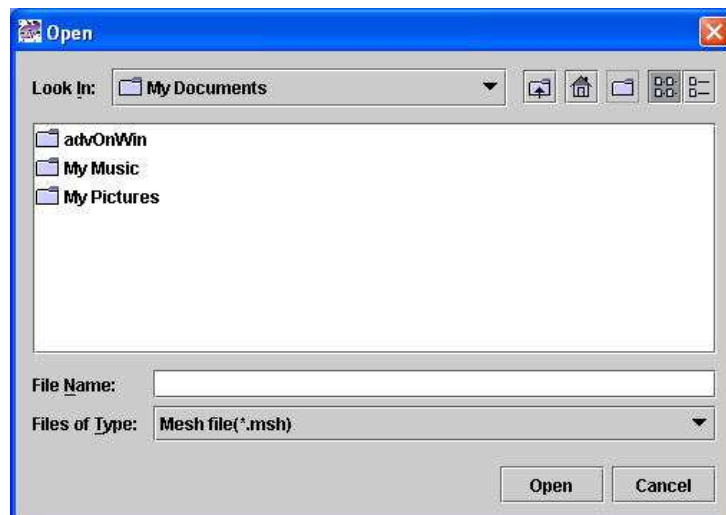 Open
Look In: My Documents
advOnWin
My Music
My Pictures
File Name:
Files of Type: Mesh file(*.msh)
Open Cancel